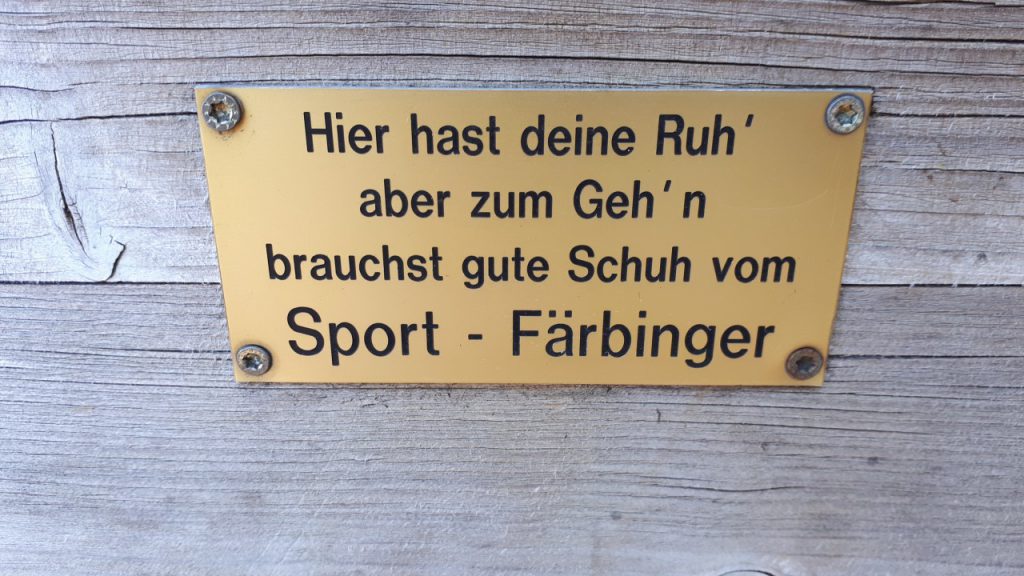 Hier hast deine Ruh'
aber zum Geh'n
brauchst gute Schuh vom
Sport - Färbinger